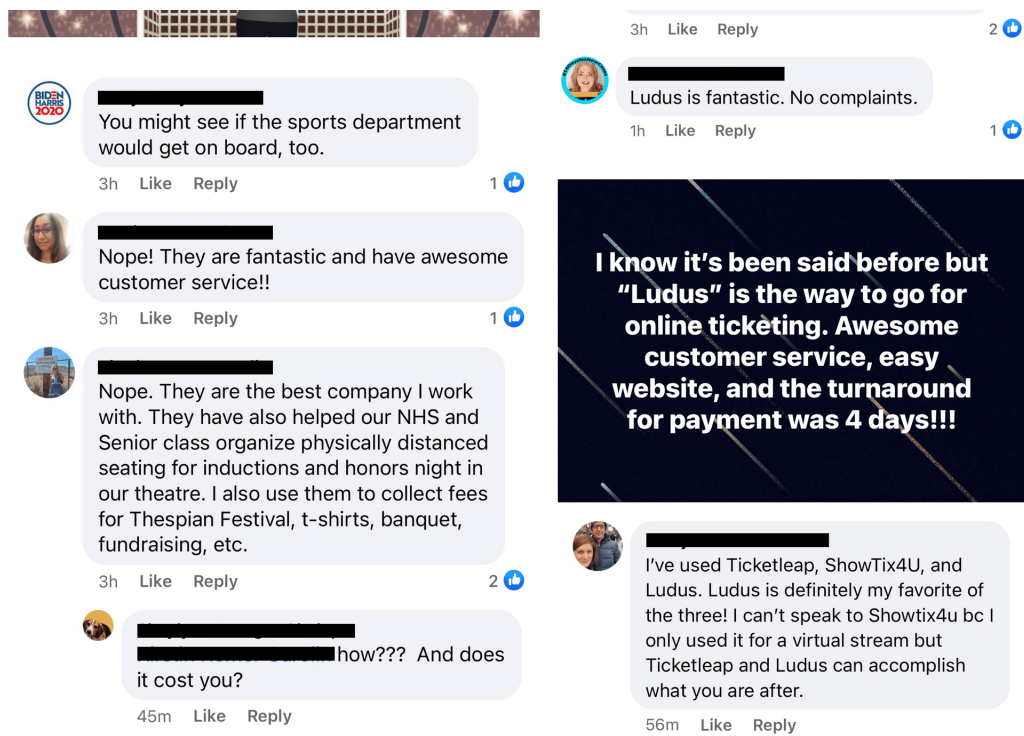 BIDEN
HARRIS
2020
You might see if the sports department
would get on board, too.
3h Like Reply 1
Nope! They are fantastic and have awesome
customer service!!
3h Like Reply 1
Nope. They are the best company I work
with. They have also helped our NHS and
Senior class organize physically distanced
seating for inductions and honors night in
our theatre. I also use them to collect fees
for Thespian Festival, t-shirts, banquet,
fundraising, etc.
3h Like Reply 2
how??? And does
it cost you?
45m Like Reply
3h Like Reply 2
Ludus is fantastic. No complaints.
1h Like Reply 1
I know it's been said before but
“Ludus” is the way to go for
online ticketing. Awesome
customer service, easy
website, and the turnaround
for payment was 4 days!!!
I've used Ticketleap, ShowTix4U, and
Ludus. Ludus is definitely my favorite of
the three! I can't speak to Showtix4u bc I
only used it for a virtual stream but
Ticketleap and Ludus can accomplish
what you are after.
56m Like Reply